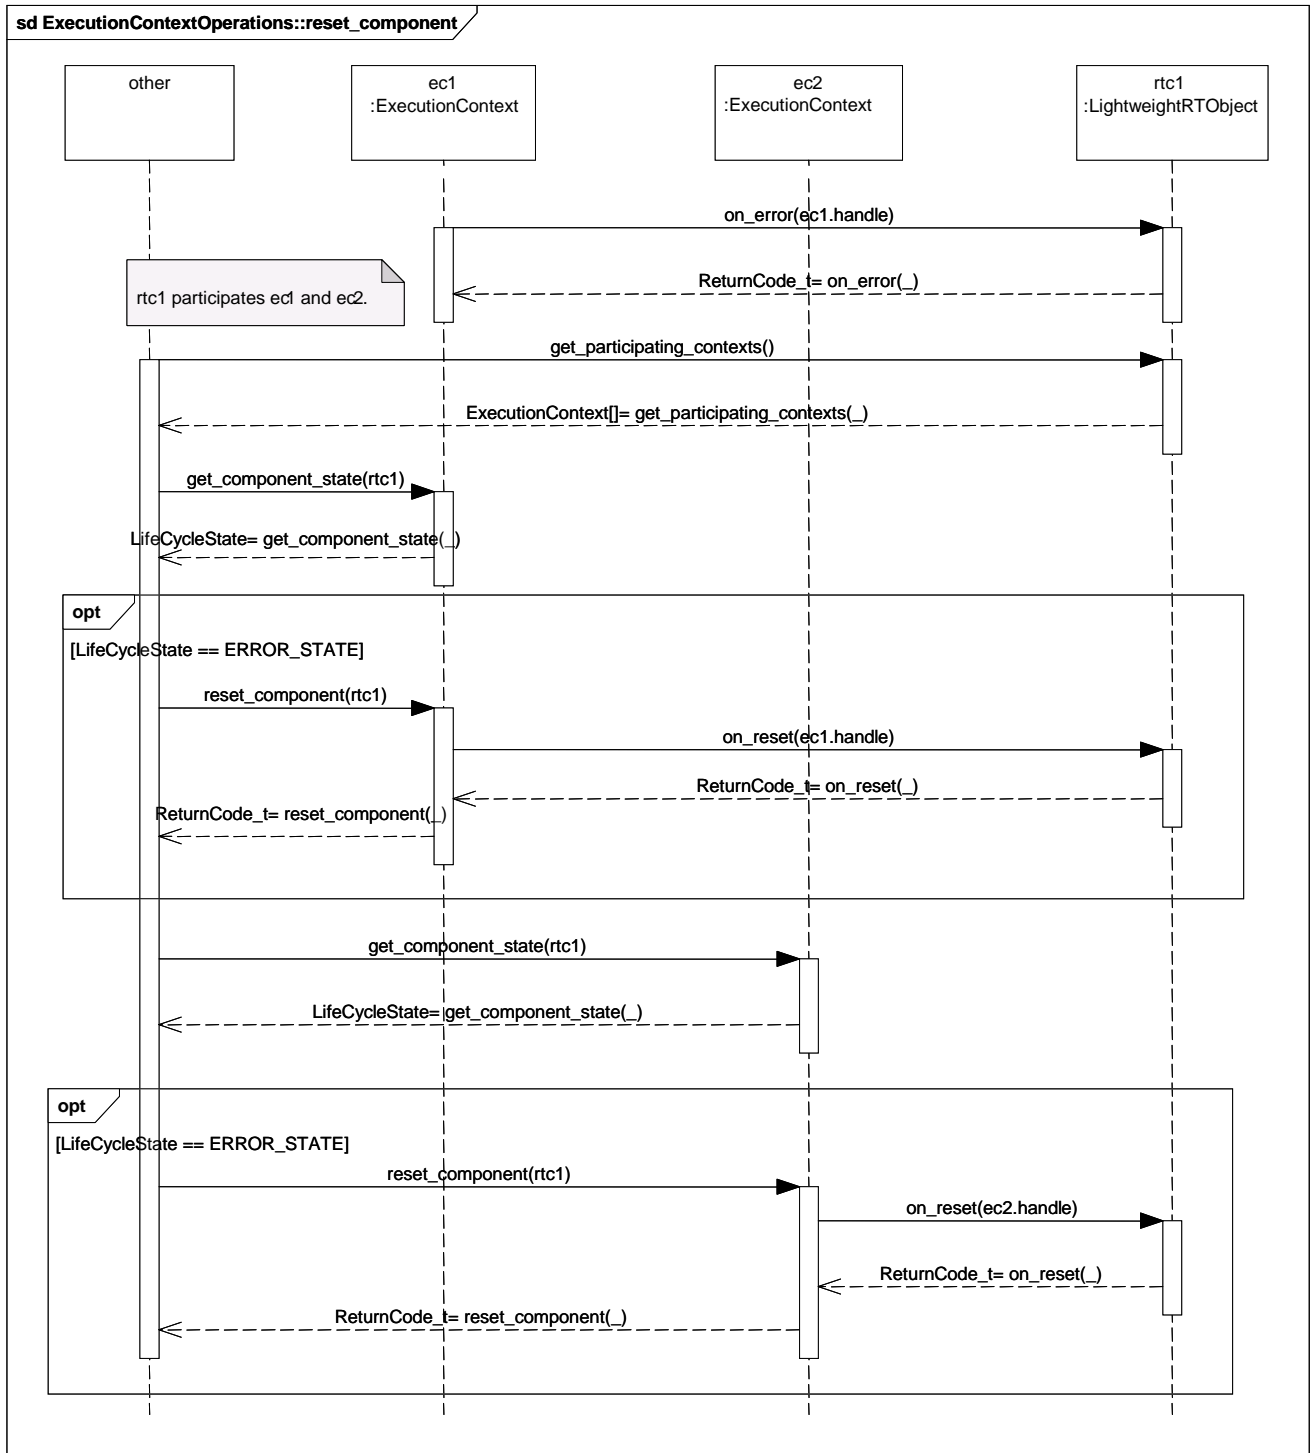 sd ExecutionContextOperations::reset_component
other
ec1
:ExecutionContext
ec2
:ExecutionContext
rtc1
:LightweightRTObject
on_error(ec1.handle)
rtc1 participates ec1 and ec2.
ReturnCode_t= on_error(_)
get_participating_contexts()
ExecutionContext[]= get_participating_contexts(_)
get_component_state(rtc1)
LifeCycleState= get_component_state(_)
opt
[LifeCycleState == ERROR_STATE]
reset_component(rtc1)
on_reset(ec1.handle)
ReturnCode_t= on_reset(_)
ReturnCode_t= reset_component(_)
get_component_state(rtc1)
LifeCycleState= get_component_state(_)
opt
[LifeCycleState == ERROR_STATE]
reset_component(rtc1)
on_reset(ec2.handle)
ReturnCode_t= on_reset(_)
ReturnCode_t= reset_component(_)